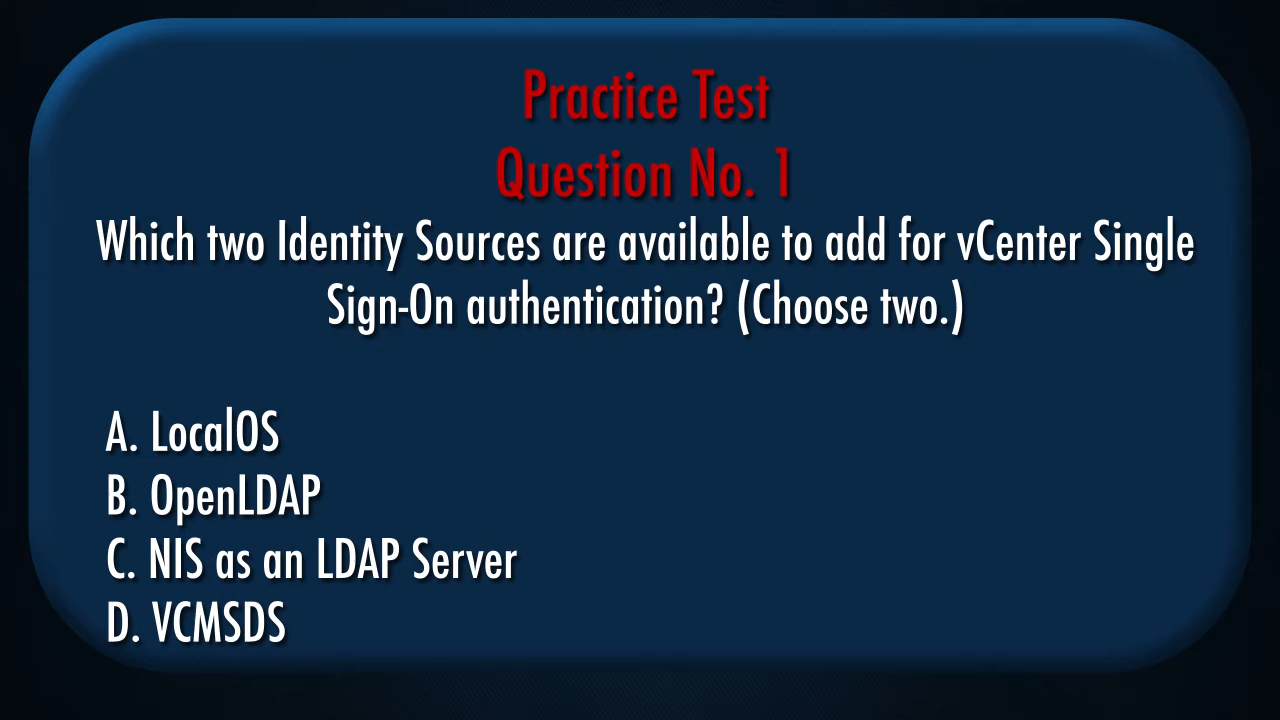 Practice Test
Question No. 1
Which two Identity Sources are available to add for vCenter Single
Sign-On authentication? (Choose two.)
A. LocalOS
B. OpenLDAP
C. NIS as an LDAP Server
D. VCMSDS